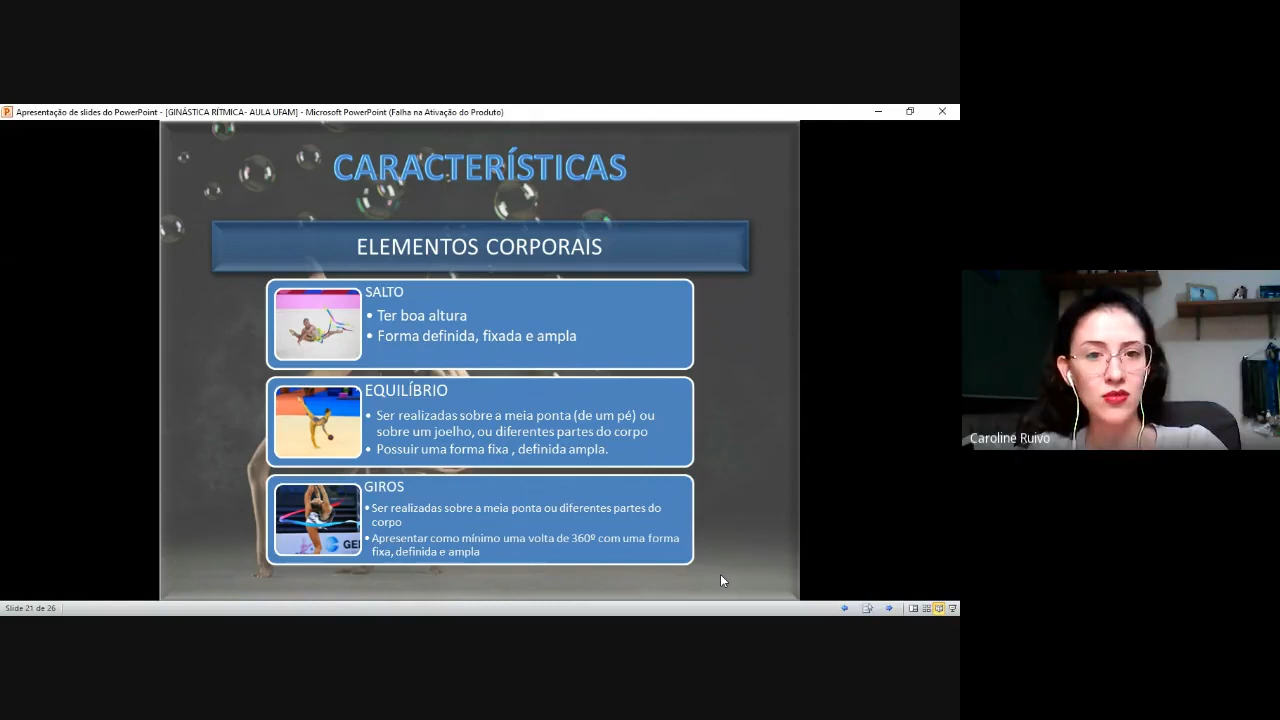 Apresentação de slides do PowerPoint - [GINÁSTICA RÍTMICA- AULA UFAM] - Microsoft PowerPoint (Falha na Ativação do Produto)
CARACTERÍSTICAS
ELEMENTOS CORPORAIS
SALTO
• Ter boa altura
• Forma definida, fixada e ampla
EQUILÍBRIO
• Ser realizadas sobre a meia ponta (de um pé) ou
sobre um joelho, ou diferentes partes do corpo
• Possuir uma forma fixa , definida ampla.
GIROS
• Ser realizadas sobre a meia ponta ou diferentes partes do
corpo
• Apresentar como mínimo uma volta de 360º com uma forma
fixa, definida e ampla
GE
Caroline Ruivo
Slide 21 de 26